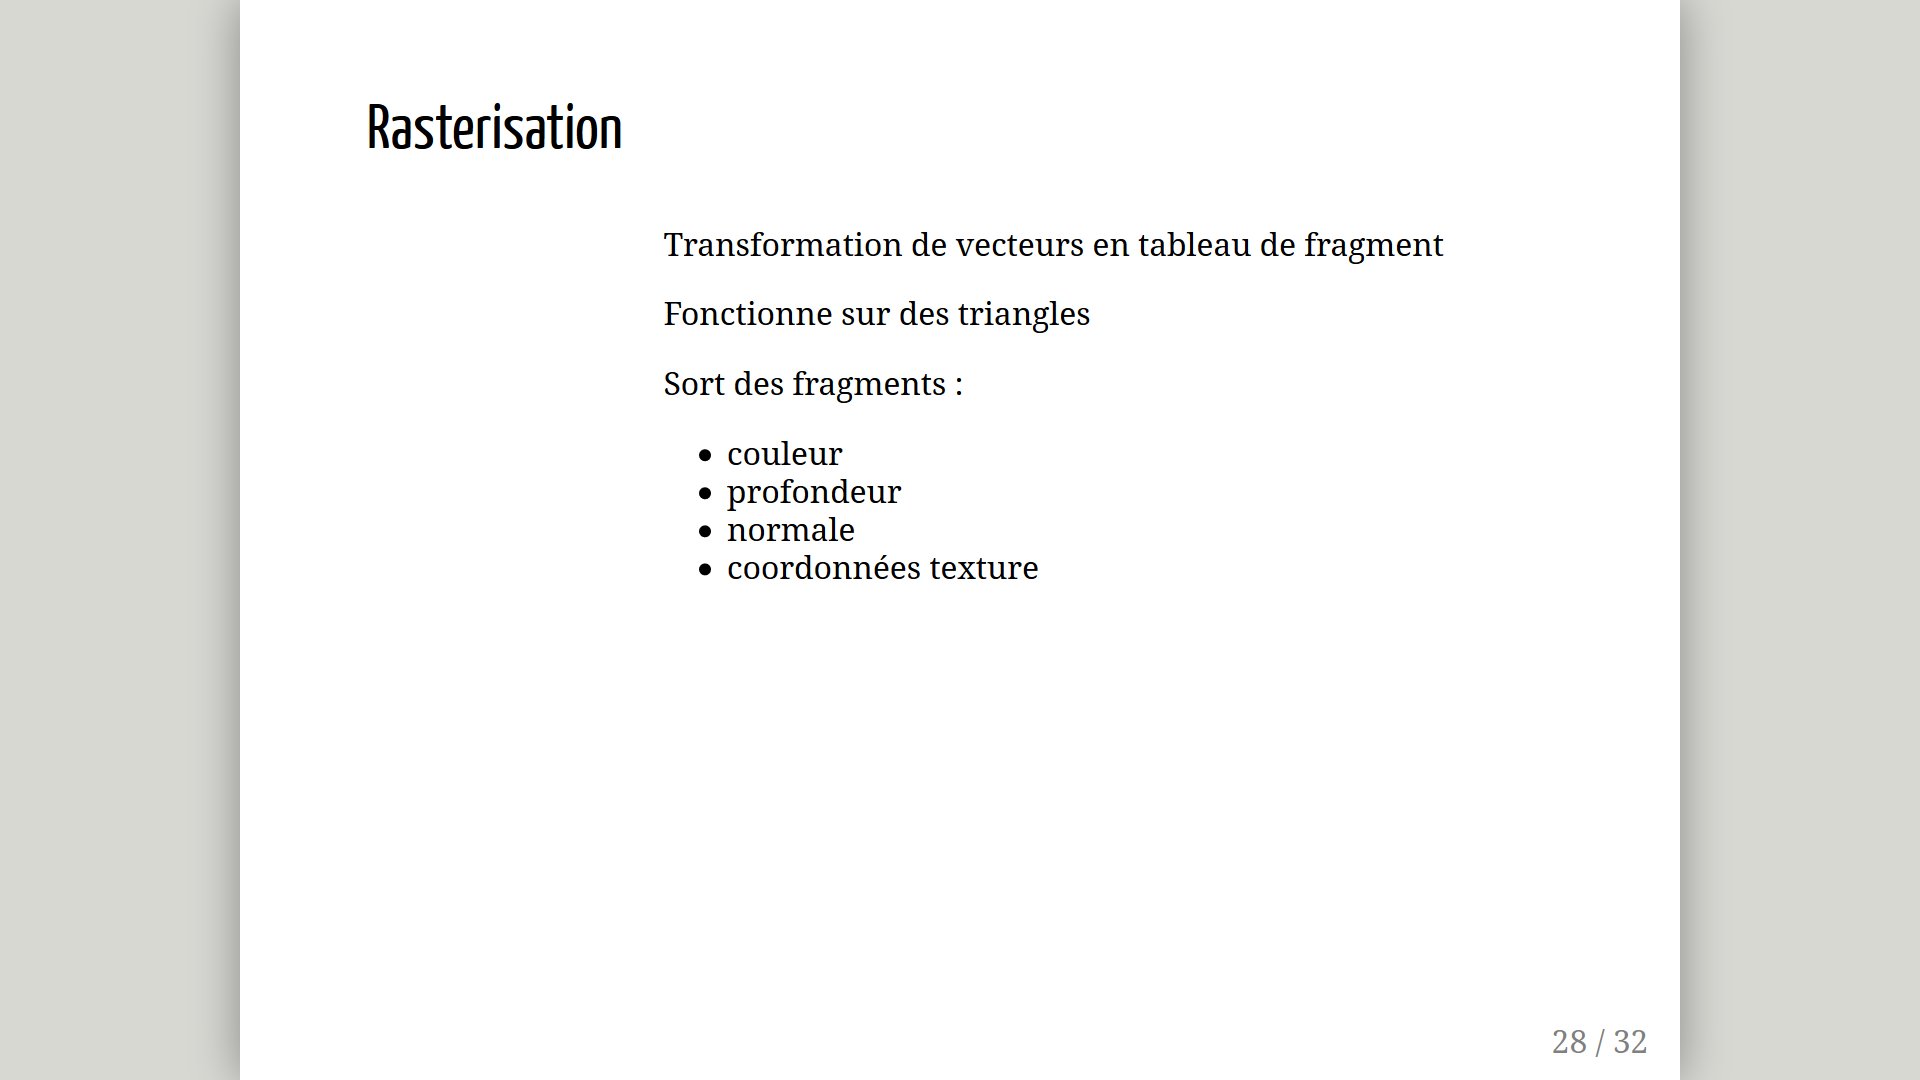 Rasterisation
Transformation de vecteurs en tableau de fragment
Fonctionne sur des triangles
Sort des fragments :
• couleur
• profondeur
• normale
• coordonnées texture
28 / 32